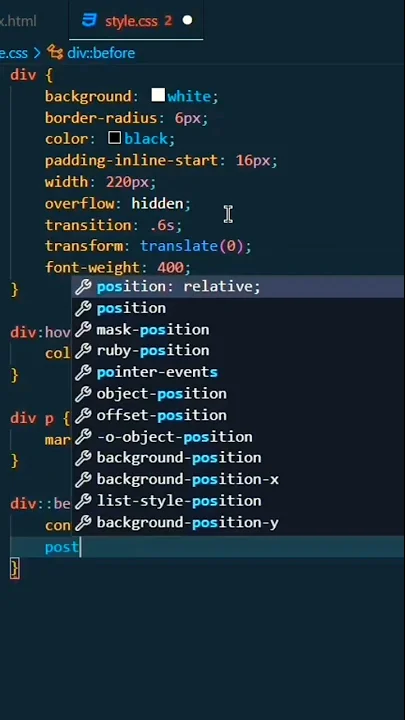 x.html
style.css 2
e.css > div::before
div {
background: white;
border-radius: 6px;
color: black;
padding-inline-start: 16px;
width: 220px;
overflow: hidden;
transition: .6s;
transform: translate(0);
font-weight: 400;
}
position: relative;
position
div:hov
mask-position
col
ruby-position
}
pointer-events
object-position
div p {
offset-position
mar
-o-object-position
}
background-position
background-position-x
div::be
list-style-position
con
background-position-y
post
}